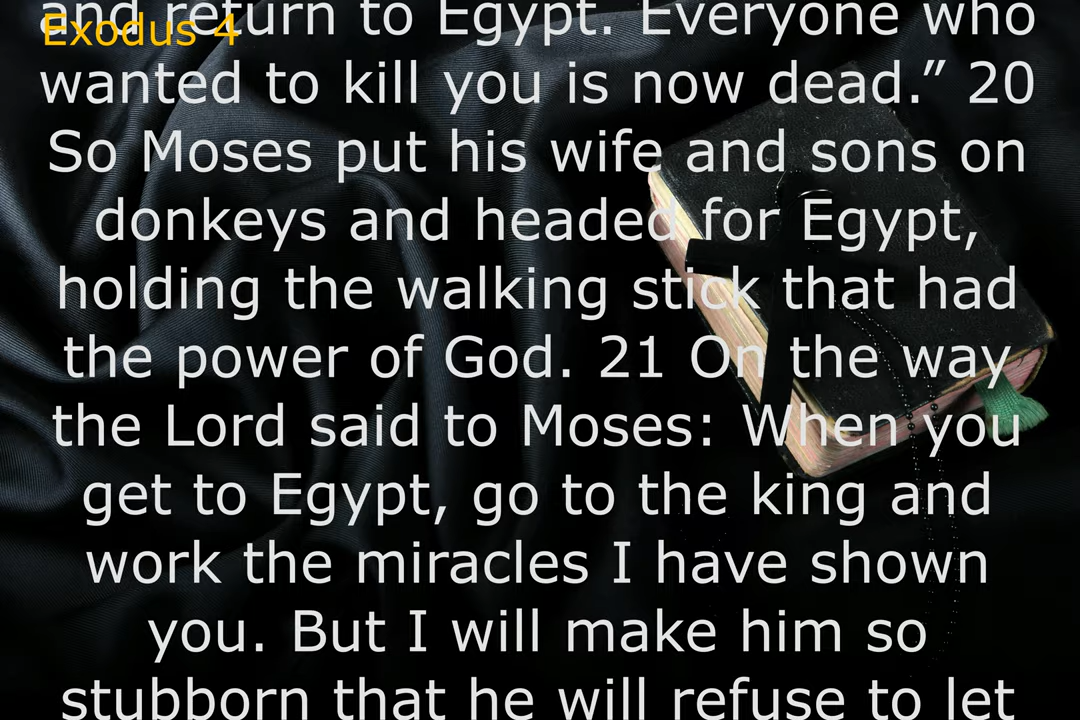 and return to Egypt. Everyone who
Exodus 4
wanted to kill you is now dead.” 20
So Moses put his wife and sons on
donkeys and headed for Egypt,
holding the walking stick that had
the power of God. 21 On the way
the Lord said to Moses: When you
get to Egypt, go to the king and
work the miracles I have shown
you. But I will make him so
stubborn that he will refuse to let